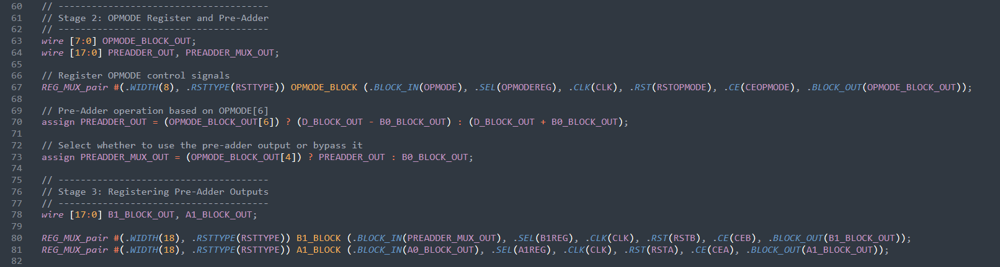 60 // --------------------------------------
61 // Stage 2: OPMODE Register and Pre-Adder
62 // --------------------------------------
63 wire [7:0] OPMODE_BLOCK_OUT;
64 wire [17:0] PREADDER_OUT, PREADDER_MUX_OUT;
65
66 // Register OPMODE control signals
67 REG_MUX_pair #(.WIDTH(8), .RSTTYPE(RSTTYPE)) OPMODE_BLOCK (.BLOCK_IN(OPMODE), .SEL(OPMODEREG), .CLK(CLK), .RST(RSTOPMODE), .CE(CEOPMODE), .BLOCK_OUT(OPMODE_BLOCK_OUT));
68
69 // Pre-Adder operation based on OPMODE[6]
70 assign PREADDER_OUT = (OPMODE_BLOCK_OUT[6]) ? (D_BLOCK_OUT - B0_BLOCK_OUT) : (D_BLOCK_OUT + B0_BLOCK_OUT);
71
72 // Select whether to use the pre-adder output or bypass it
73 assign PREADDER_MUX_OUT = (OPMODE_BLOCK_OUT[4]) ? PREADDER_OUT : B0_BLOCK_OUT;
74
75 // --------------------------------------
76 // Stage 3: Registering Pre-Adder Outputs
77 // --------------------------------------
78 wire [17:0] B1_BLOCK_OUT, A1_BLOCK_OUT;
79
80 REG_MUX_pair #(.WIDTH(18), .RSTTYPE(RSTTYPE)) B1_BLOCK (.BLOCK_IN(PREADDER_MUX_OUT), .SEL(B1REG), .CLK(CLK), .RST(RSTB), .CE(CEB), .BLOCK_OUT(B1_BLOCK_OUT));
81 REG_MUX_pair #(.WIDTH(18), .RSTTYPE(RSTTYPE)) A1_BLOCK (.BLOCK_IN(A0_BLOCK_OUT), .SEL(A1REG), .CLK(CLK), .RST(RSTA), .CE(CEA), .BLOCK_OUT(A1_BLOCK_OUT));
82